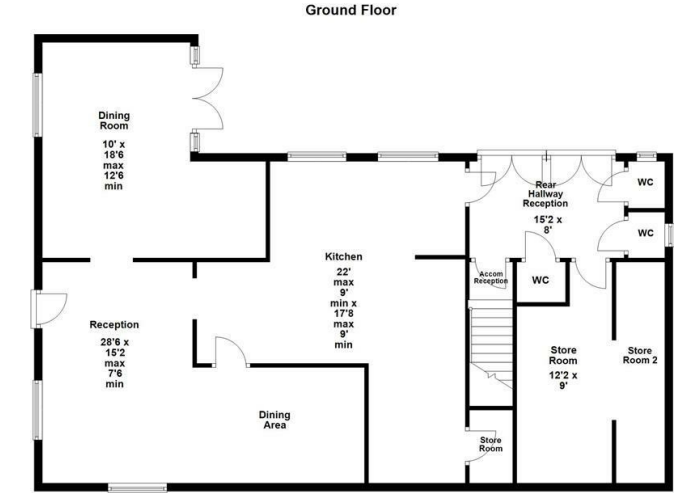 Ground Floor
Dining
Room
10' x
18'6
max
12'6
min
Rear
Hallway
Reception
15'2 x
8'
WC
WC
WC
Kitchen
22'
max
9'
min x
17'8
max
9'
min
Accom
Reception
Reception
28'6 x
15'2
max
7'6
min
Dining
Area
Store
Room
Store
Room
12'2 x
9'
Store
Room 2